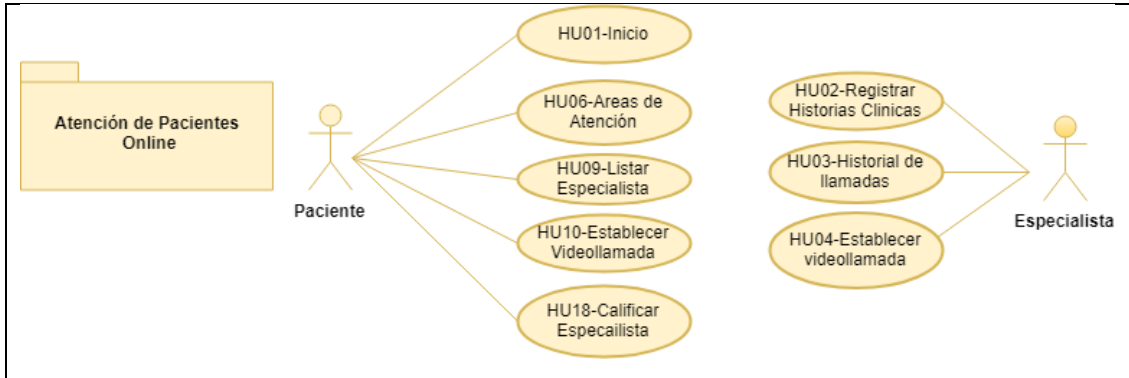 HU01-Inicio
Atención de Pacientes
Online
Paciente
HU06-Areas de
Atención
HU09-Listar
Especialista
HU10-Establecer
Videollamada
HU18-Calificar
Especailista
HU02-Registrar
Historias Clinicas
HU03-Historial de
llamadas
HU04-Establecer
videollamada
Especialista